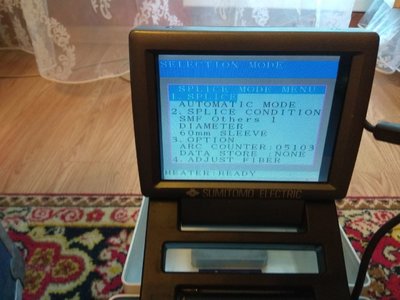 SELECTION MODE
SPLICE MODE MENU
1. SPLICE
AUTOMATIC MODE
2. SPLICE CONDITION
SMF Others 1
DIAMETER
60mm SLEEVE
3. OPTION
ARC COUNTER:05103
DATA STORE :NONE
4. ADJUST FIBER
HEATER:READY
SUMITOMO ELECTRIC